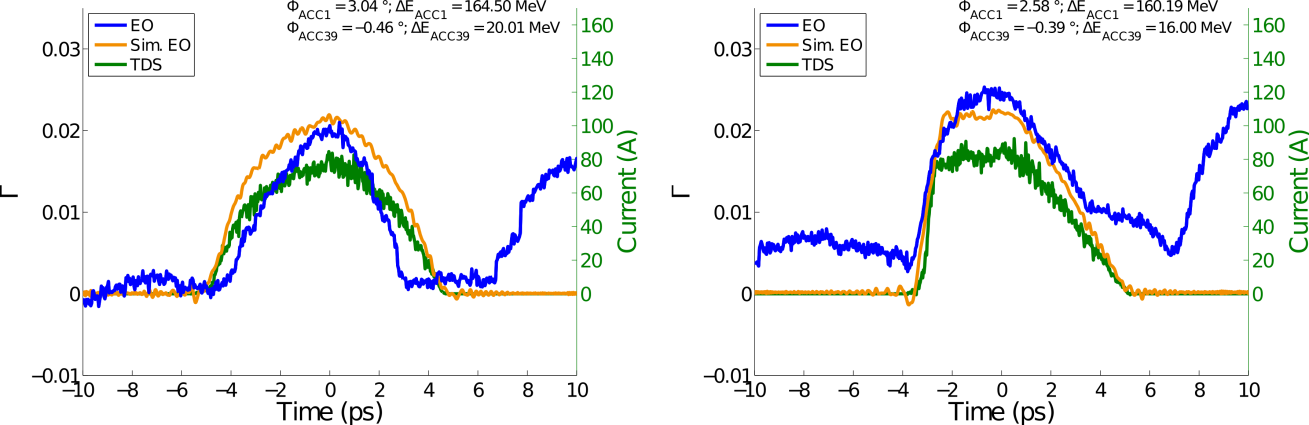 Φ_ACC1 = 3.04 °; ΔE_ACC1 = 164.50 MeV
Φ_ACC39 = −0.46 °; ΔE_ACC39 = 20.01 MeV
EO
Sim. EO
TDS
0.03
0.02
0.01
0
−0.01
Γ
160
140
120
100
80
60
40
20
0
Current (A)
−10 −8 −6 −4 −2 0 2 4 6 8 10
Time (ps)
Φ_ACC1 = 2.58 °; ΔE_ACC1 = 160.19 MeV
Φ_ACC39 = −0.39 °; ΔE_ACC39 = 16.00 MeV
EO
Sim. EO
TDS
0.03
0.02
0.01
0
−0.01
Γ
160
140
120
100
80
60
40
20
0
Current (A)
−10 −8 −6 −4 −2 0 2 4 6 8 10
Time (ps)